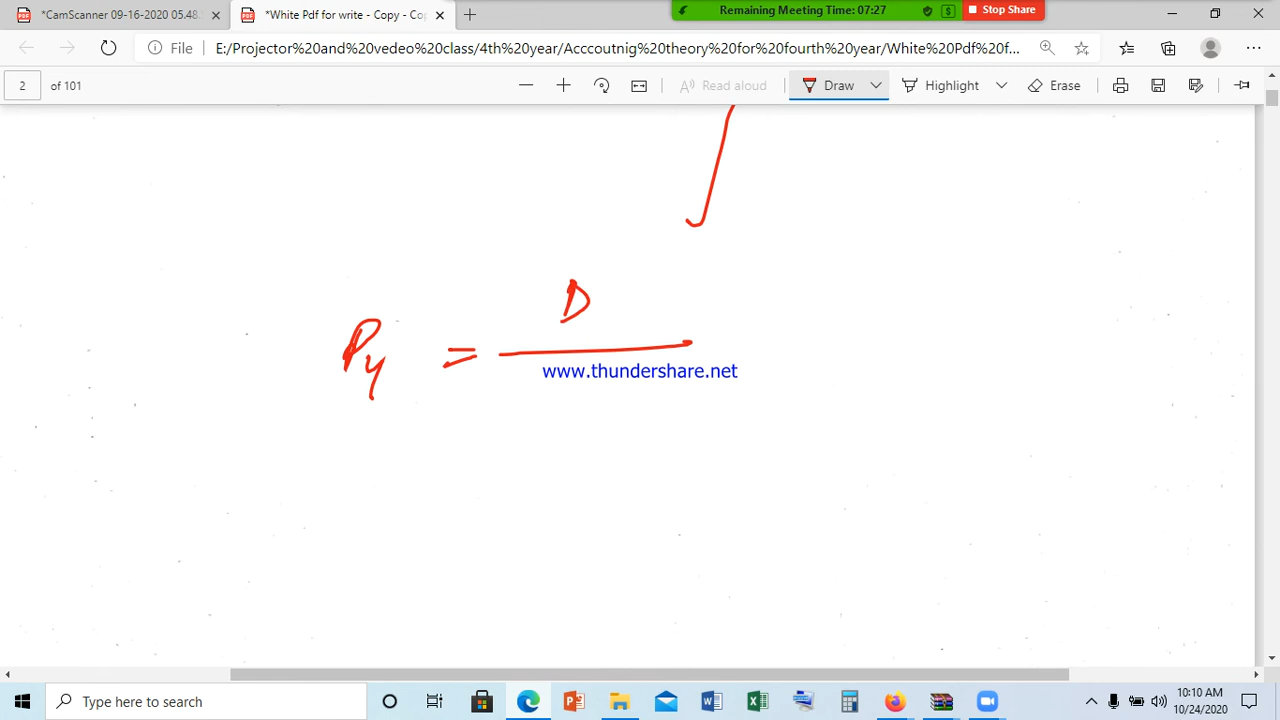 *CamScanner 09-16-2020 05.48. *White Pdf for write - Copy - Cop Remaining Meeting Time: 07:27 Stop Share
File E:/Projector%20and%20vedeo%20class/4th%20year/Acccoutnig%20theory%20for%20fourth%20year/White%20Pdf%20f...
2 of 101 Read aloud Draw Highlight Erase
D
Py =
www.thundershare.net
Type here to search
10:10 AM
10/24/2020